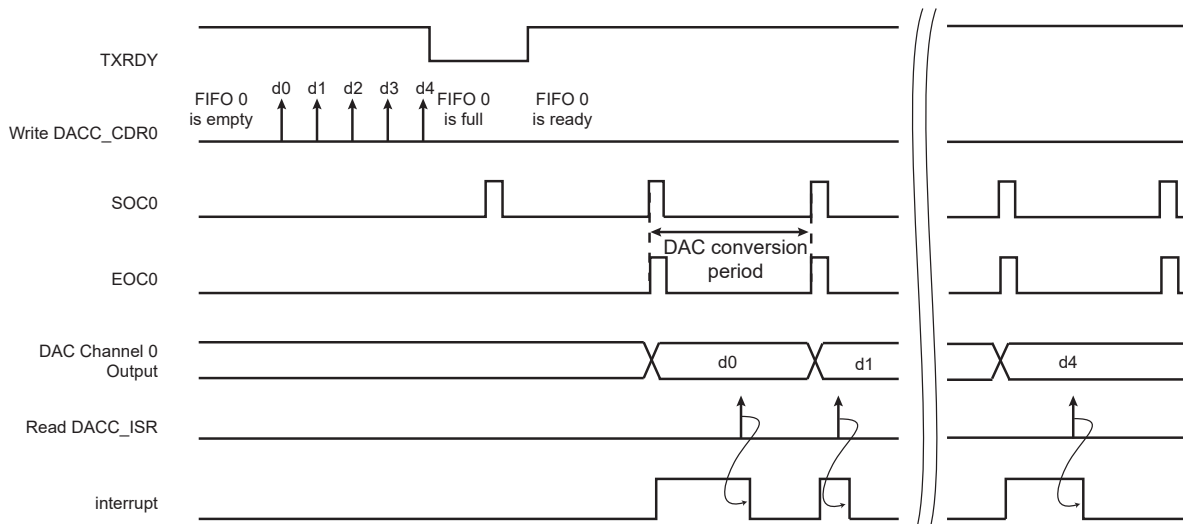 TXRDY
d0 d1 d2 d3 d4
FIFO 0
is empty
FIFO 0
is full
FIFO 0
is ready
Write DACC_CDR0
SOC0
DAC conversion
period
EOC0
DAC Channel 0
Output
d0
d1
d4
Read DACC_ISR
interrupt